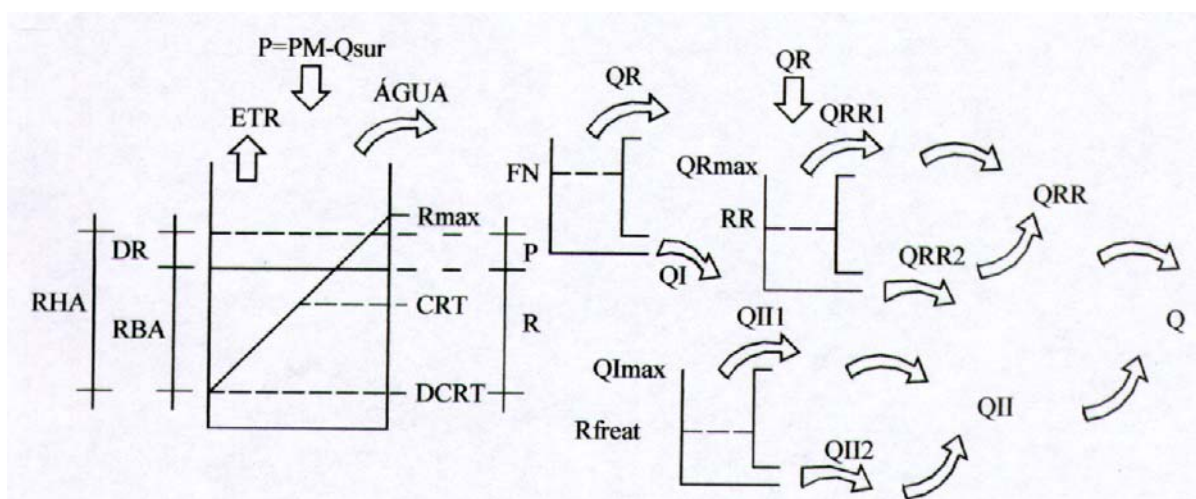 P=PM-Qsur
ETR
ÁGUA
Rmax
DR
RHA
RBA
CRT
DCRT
P
R
QR
FN
QI
QR
QRmax
QRR1
RR
QRR2
QRR
QII1
QImax
Rfreat
QII2
QII
Q